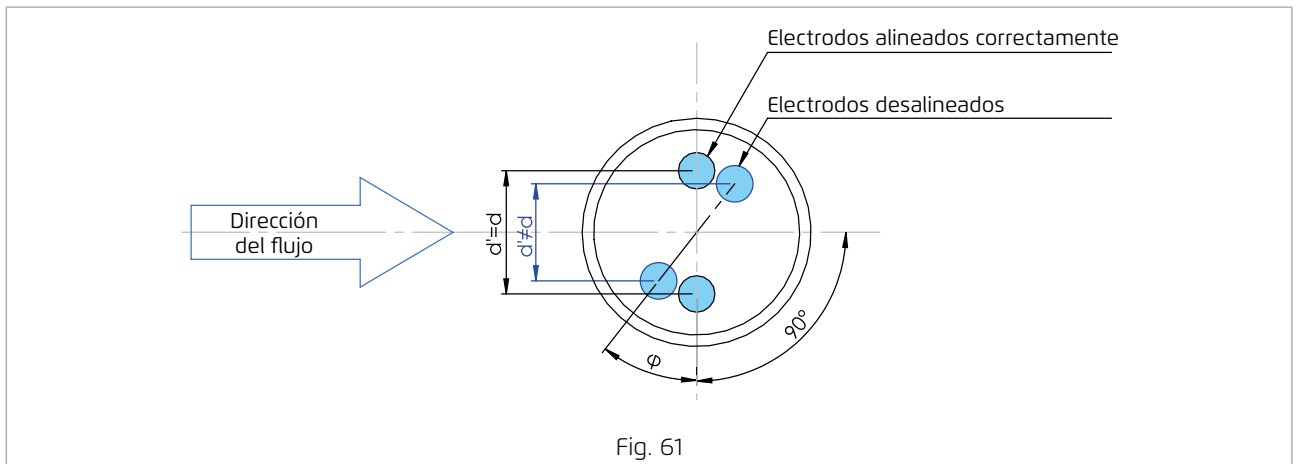 Electrodos alineados correctamente
Electrodos desalineados
Dirección
del flujo
d'=d
d'≠d
90°
φ
Fig. 61